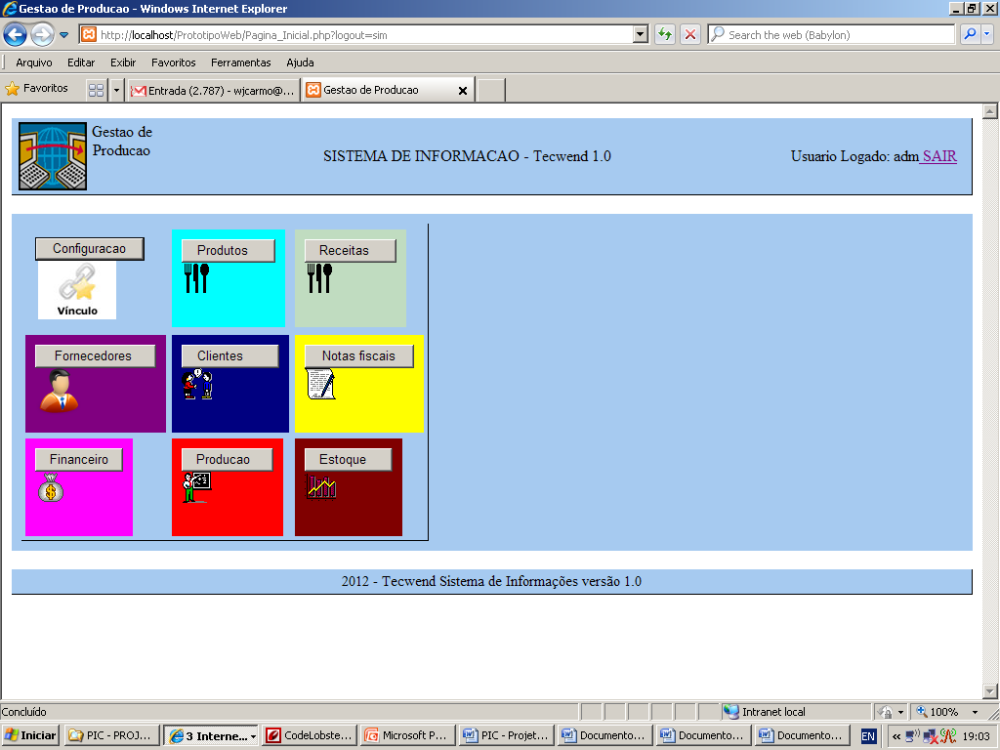 Gestao de Producao - Windows Internet Explorer
http://localhost/PrototipoWeb/Pagina_Inicial.php?logout=sim
Search the web (Babylon)
Arquivo Editar Exibir Favoritos Ferramentas Ajuda
Favoritos
Entrada (2.787) - wjcarmo@...
Gestao de Producao
Gestao de
Producao
SISTEMA DE INFORMACAO - Tecwend 1.0
Usuario Logado: adm SAIR
Configuracao
Vínculo
Produtos
Receitas
Fornecedores
Clientes
Notas fiscais
Financeiro
Producao
Estoque
2012 - Tecwend Sistema de Informações versão 1.0
Concluído
Intranet local
100%
Iniciar
PIC - PROJ...
3 Interne...
CodeLobste...
Microsoft P...
PIC - Projet...
Documento...
Documento...
Documento...
EN
19:03